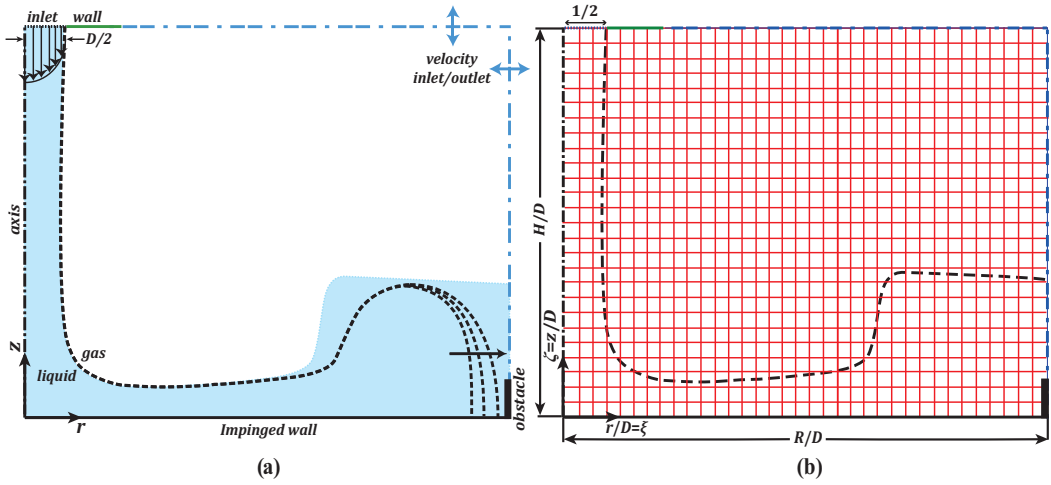 inlet
wall
D/2
velocity
inlet/outlet
axis
z
gas
liquid
r
Impinged wall
obstacle
(a)
1/2
H/D
ζ=z/D
r/D=ξ
R/D
(b)